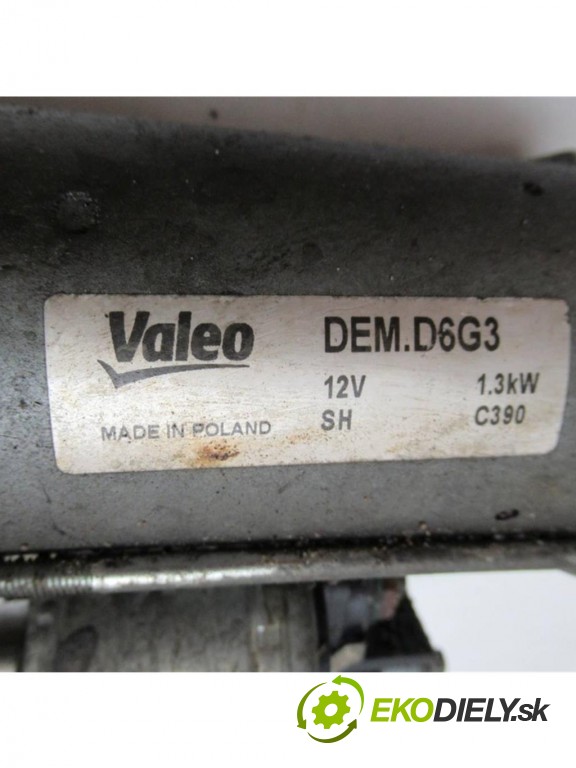 Valeo DEM.D6G3
12V 1.3kW
MADE IN POLAND SH C390
EKODIELY.sk